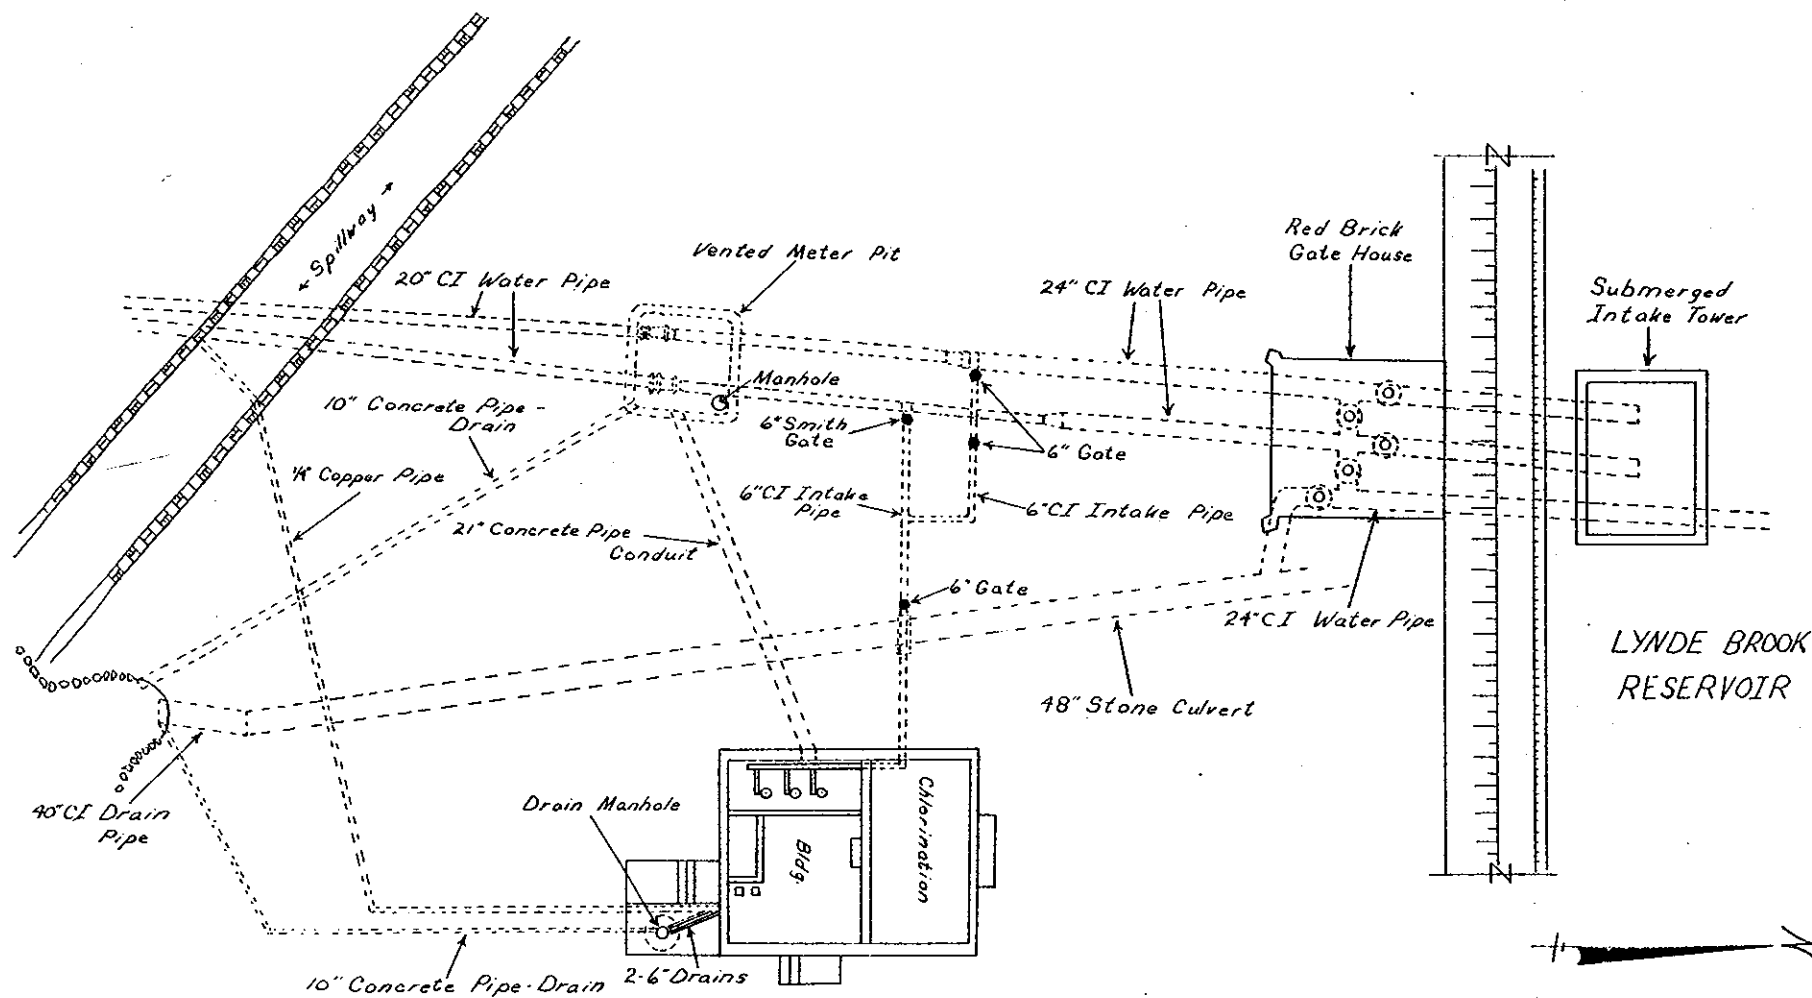 Spillway
20" CI Water Pipe
Vented Meter Pit
24" CI Water Pipe
Red Brick
Gate House
Submerged
Intake Tower
Manhole
10" Concrete Pipe -
Drain
6" Smith
Gate
6" Gate
Copper Pipe
6" CI Intake
Pipe
6" CI Intake Pipe
21" Concrete Pipe
Conduit
6" Gate
24" CI Water Pipe
LYNDE BROOK
RESERVOIR
48" Stone Culvert
40" CI Drain
Pipe
Drain Manhole
Chlorination
Bldg.
10" Concrete Pipe-Drain
2-6" Drains
N